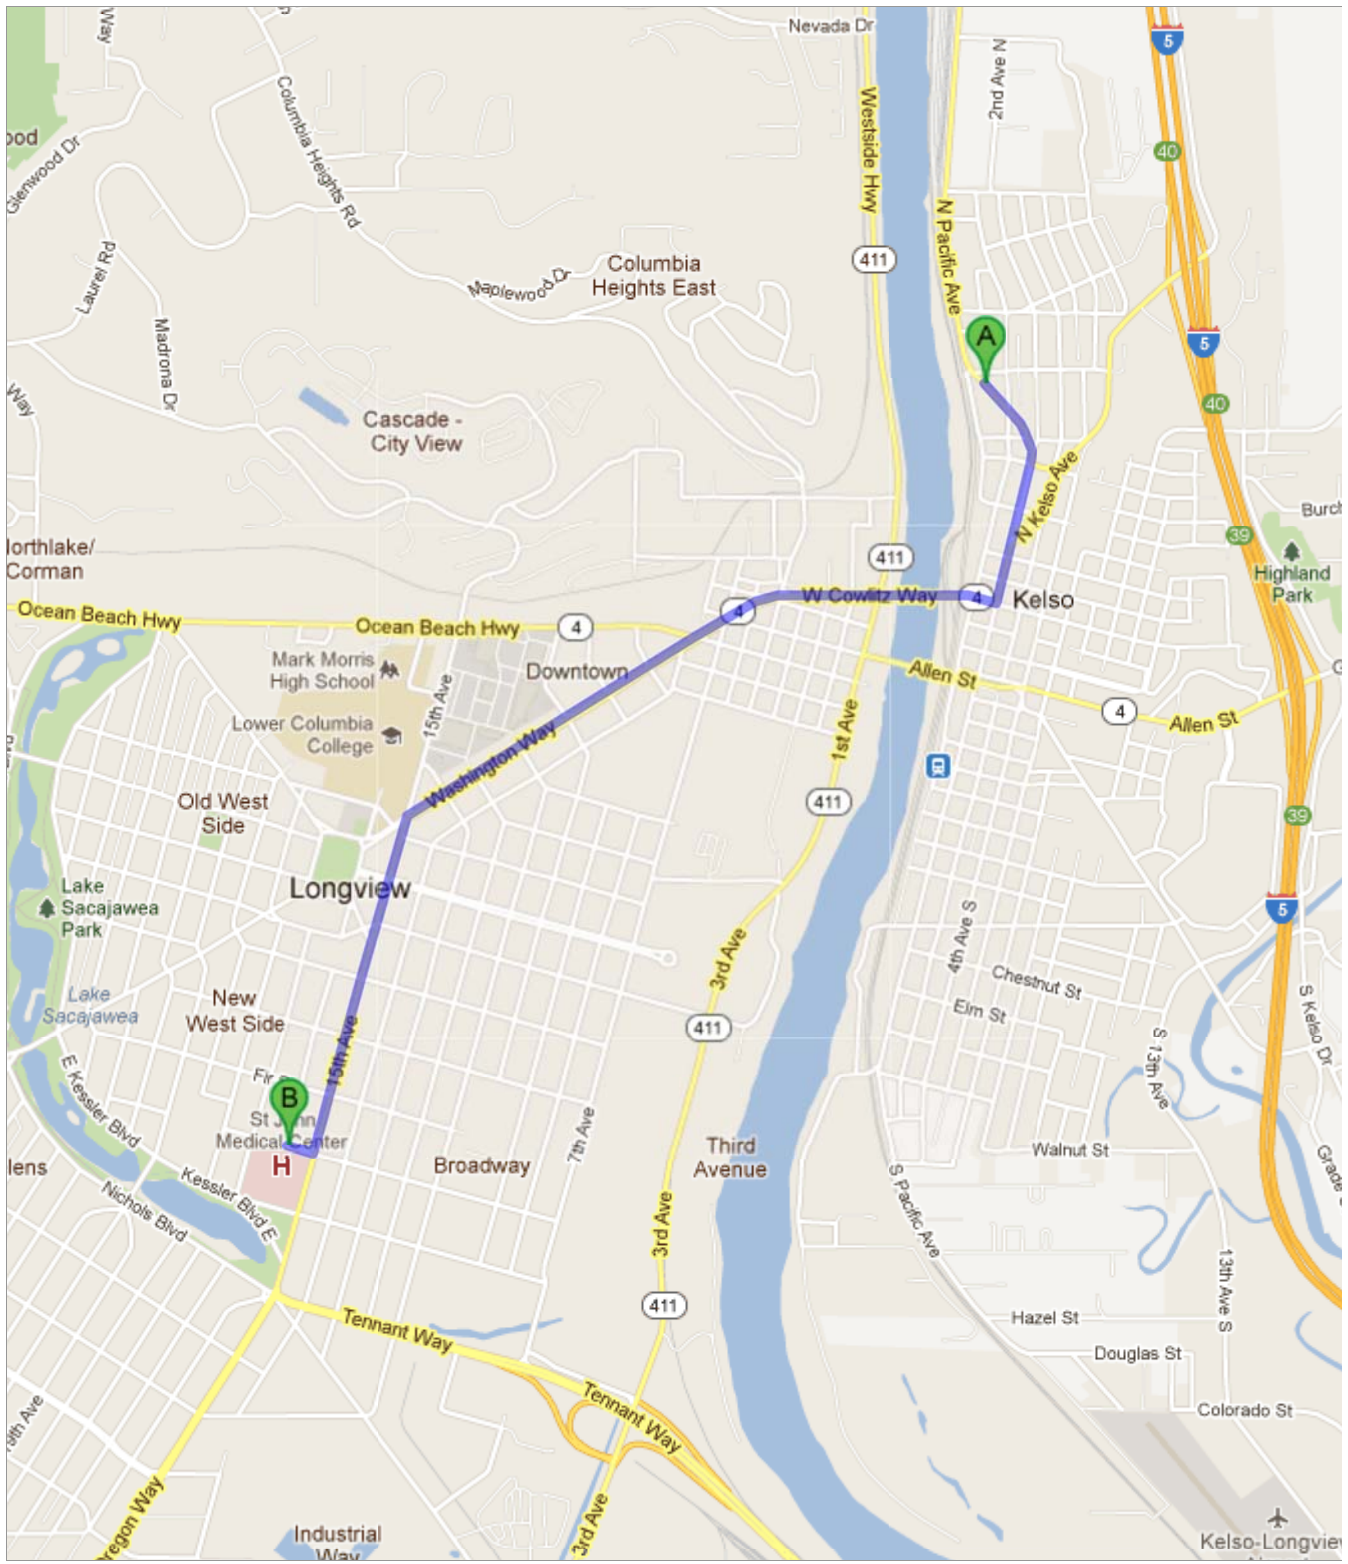 Nevada Dr
Way
5
2nd Ave N
Columbia Heights Rd
Westside Hwy
40
Glenwood Dr
N Pacific Ave
Laurel Rd
411
Columbia
Heights East
Maplewood Dr
Madrona Dr
A
5
Way
40
Cascade -
City View
N Kelso Ave
39
Highland
Park
411
Corman
W Cowlitz Way
4
Kelso
4
Ocean Beach Hwy
Ocean Beach Hwy
4
Mark Morris
High School
Downtown
Allen St
15th Ave
4
Allen St
Lower Columbia
College
Washington Way
1st Ave
411
39
Old West
Side
Longview
Lake
Sacajawea
Park
5
4th Ave S
3rd Ave
Chestnut St
Elm St
Lake
Sacajawea
New
West Side
411
S Kelso Dr
S 13th Ave
15th Ave
E Kessler Blvd
B
St
Medical Center
H
7th Ave
Third
Avenue
Walnut St
Broadway
Kessler Blvd E
Nichols Blvd
S Pacific Ave
3rd Ave
13th Ave S
411
Tennant Way
Hazel St
Douglas St
Tennant Way
Colorado St
3rd Ave
Industrial
Way